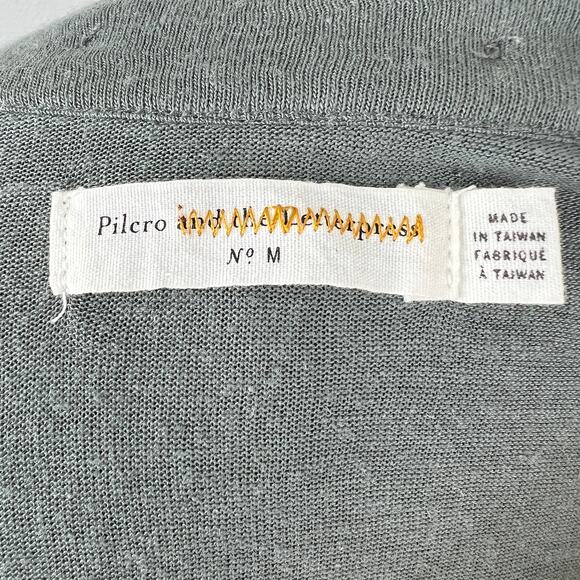 Pilcro and the Letterpress
Nº M
MADE
IN TAIWAN
FABRIQUÉ
À TAIWAN